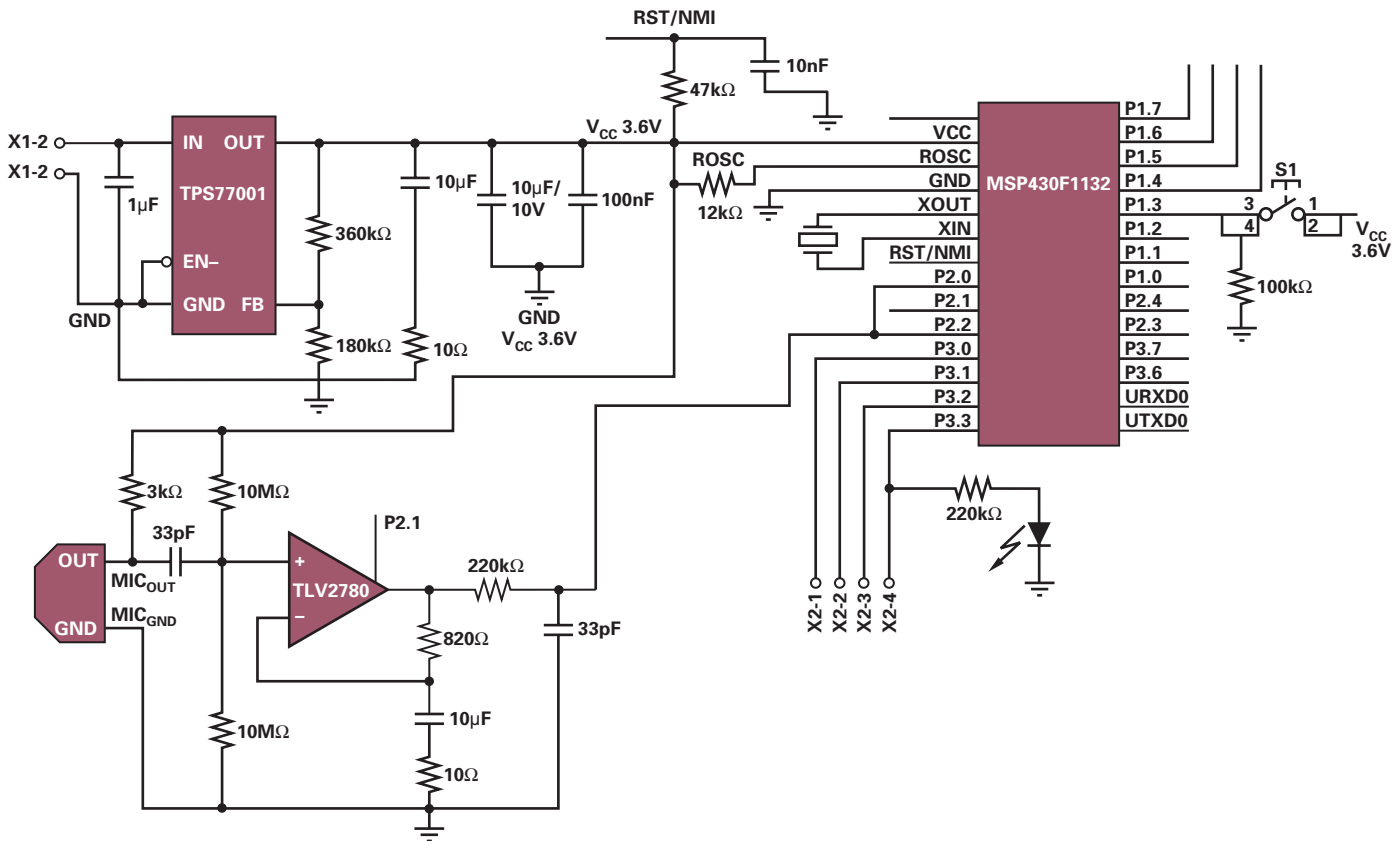 RST/NMI
10nF
47kΩ
VCC 3.6V
X1-2
X1-2
IN OUT
TPS77001
EN–
GND FB
GND
1µF
360kΩ
180kΩ
10µF
10Ω
10µF/
10V
100nF
GND
VCC 3.6V
ROSC
12kΩ
VCC
ROSC
GND
XOUT
XIN
RST/NMI
P2.0
P2.1
P2.2
P3.0
P3.1
P3.2
P3.3
MSP430F1132
P1.7
P1.6
P1.5
P1.4
P1.3
P1.2
P1.1
P1.0
P2.4
P2.3
P3.7
P3.6
URXD0
UTXD0
S1
3 1
4 2
VCC
3.6V
100kΩ
220kΩ
X2-1
X2-2
X2-3
X2-4
3kΩ
10MΩ
33pF
OUT
MICOUT
MICGND
GND
P2.1
+
TLV2780
–
220kΩ
820Ω
33pF
10µF
10MΩ
10Ω